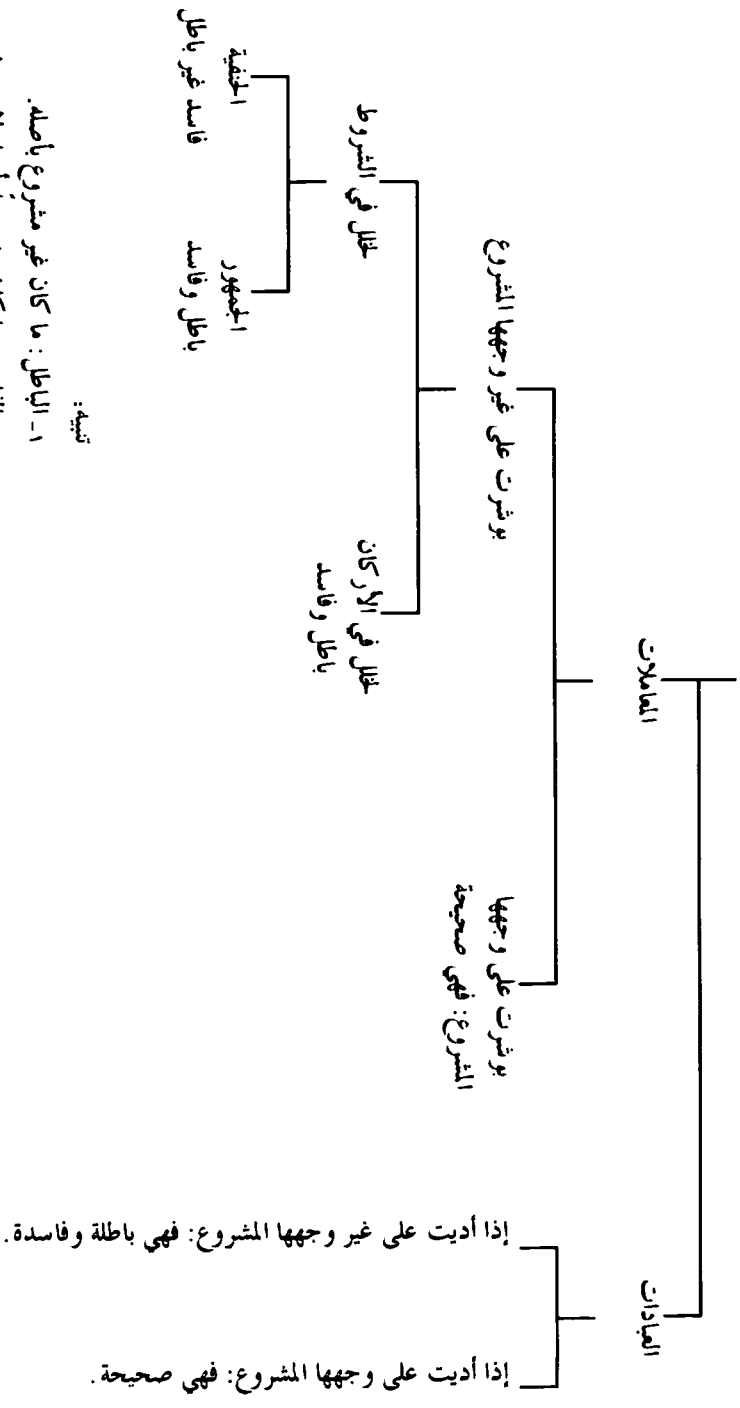 العبادات
إذا أديت على وجهها المشروع: فهي صحيحة.
إذا أديت على غير وجهها المشروع: فهي باطلة وفاسدة.
المعاملات
بوشرت على وجهها
المشروع: فهي صحيحة
بوشرت على غير وجهها المشروع
خلل في الأركان
باطل وفاسد
خلل في الشروط
الجمهور
باطل وفاسد
الحنفية
فاسد غير باطل
تنبيه:
١- الباطل: ما كان غير مشروع بأصله.